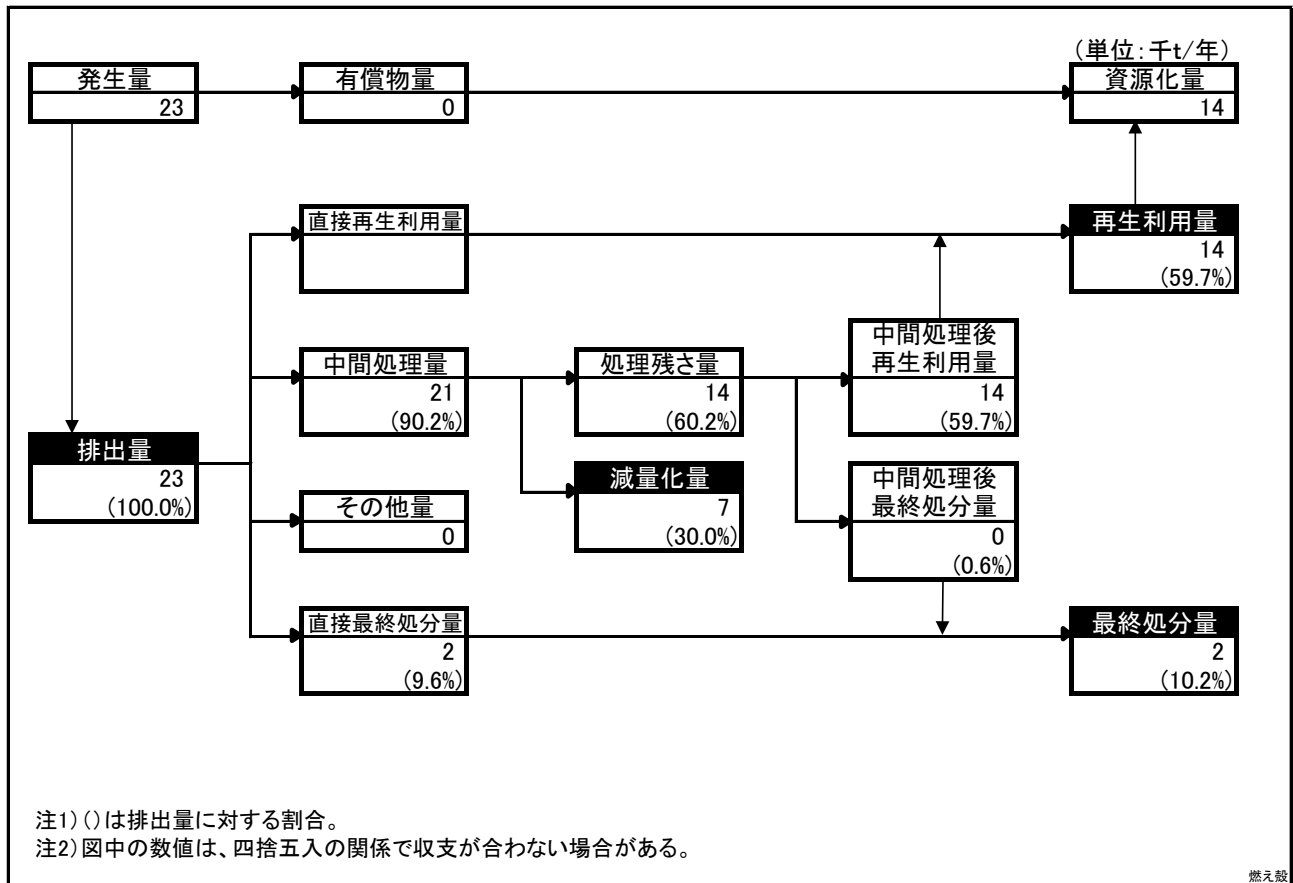 (単位:千t/年)
発生量
23
有償物量
0
資源化量
14
直接再生利用量
再生利用量
14
(59.7%)
中間処理量
21
(90.2%)
処理残さ量
14
(60.2%)
中間処理後
再生利用量
14
(59.7%)
排出量
23
(100.0%)
減量化量
7
(30.0%)
中間処理後
最終処分量
0
(0.6%)
その他量
0
直接最終処分量
2
(9.6%)
最終処分量
2
(10.2%)
注1)()は排出量に対する割合。
注2)図中の数値は、四捨五入の関係で収支が合わない場合がある。
燃え殻